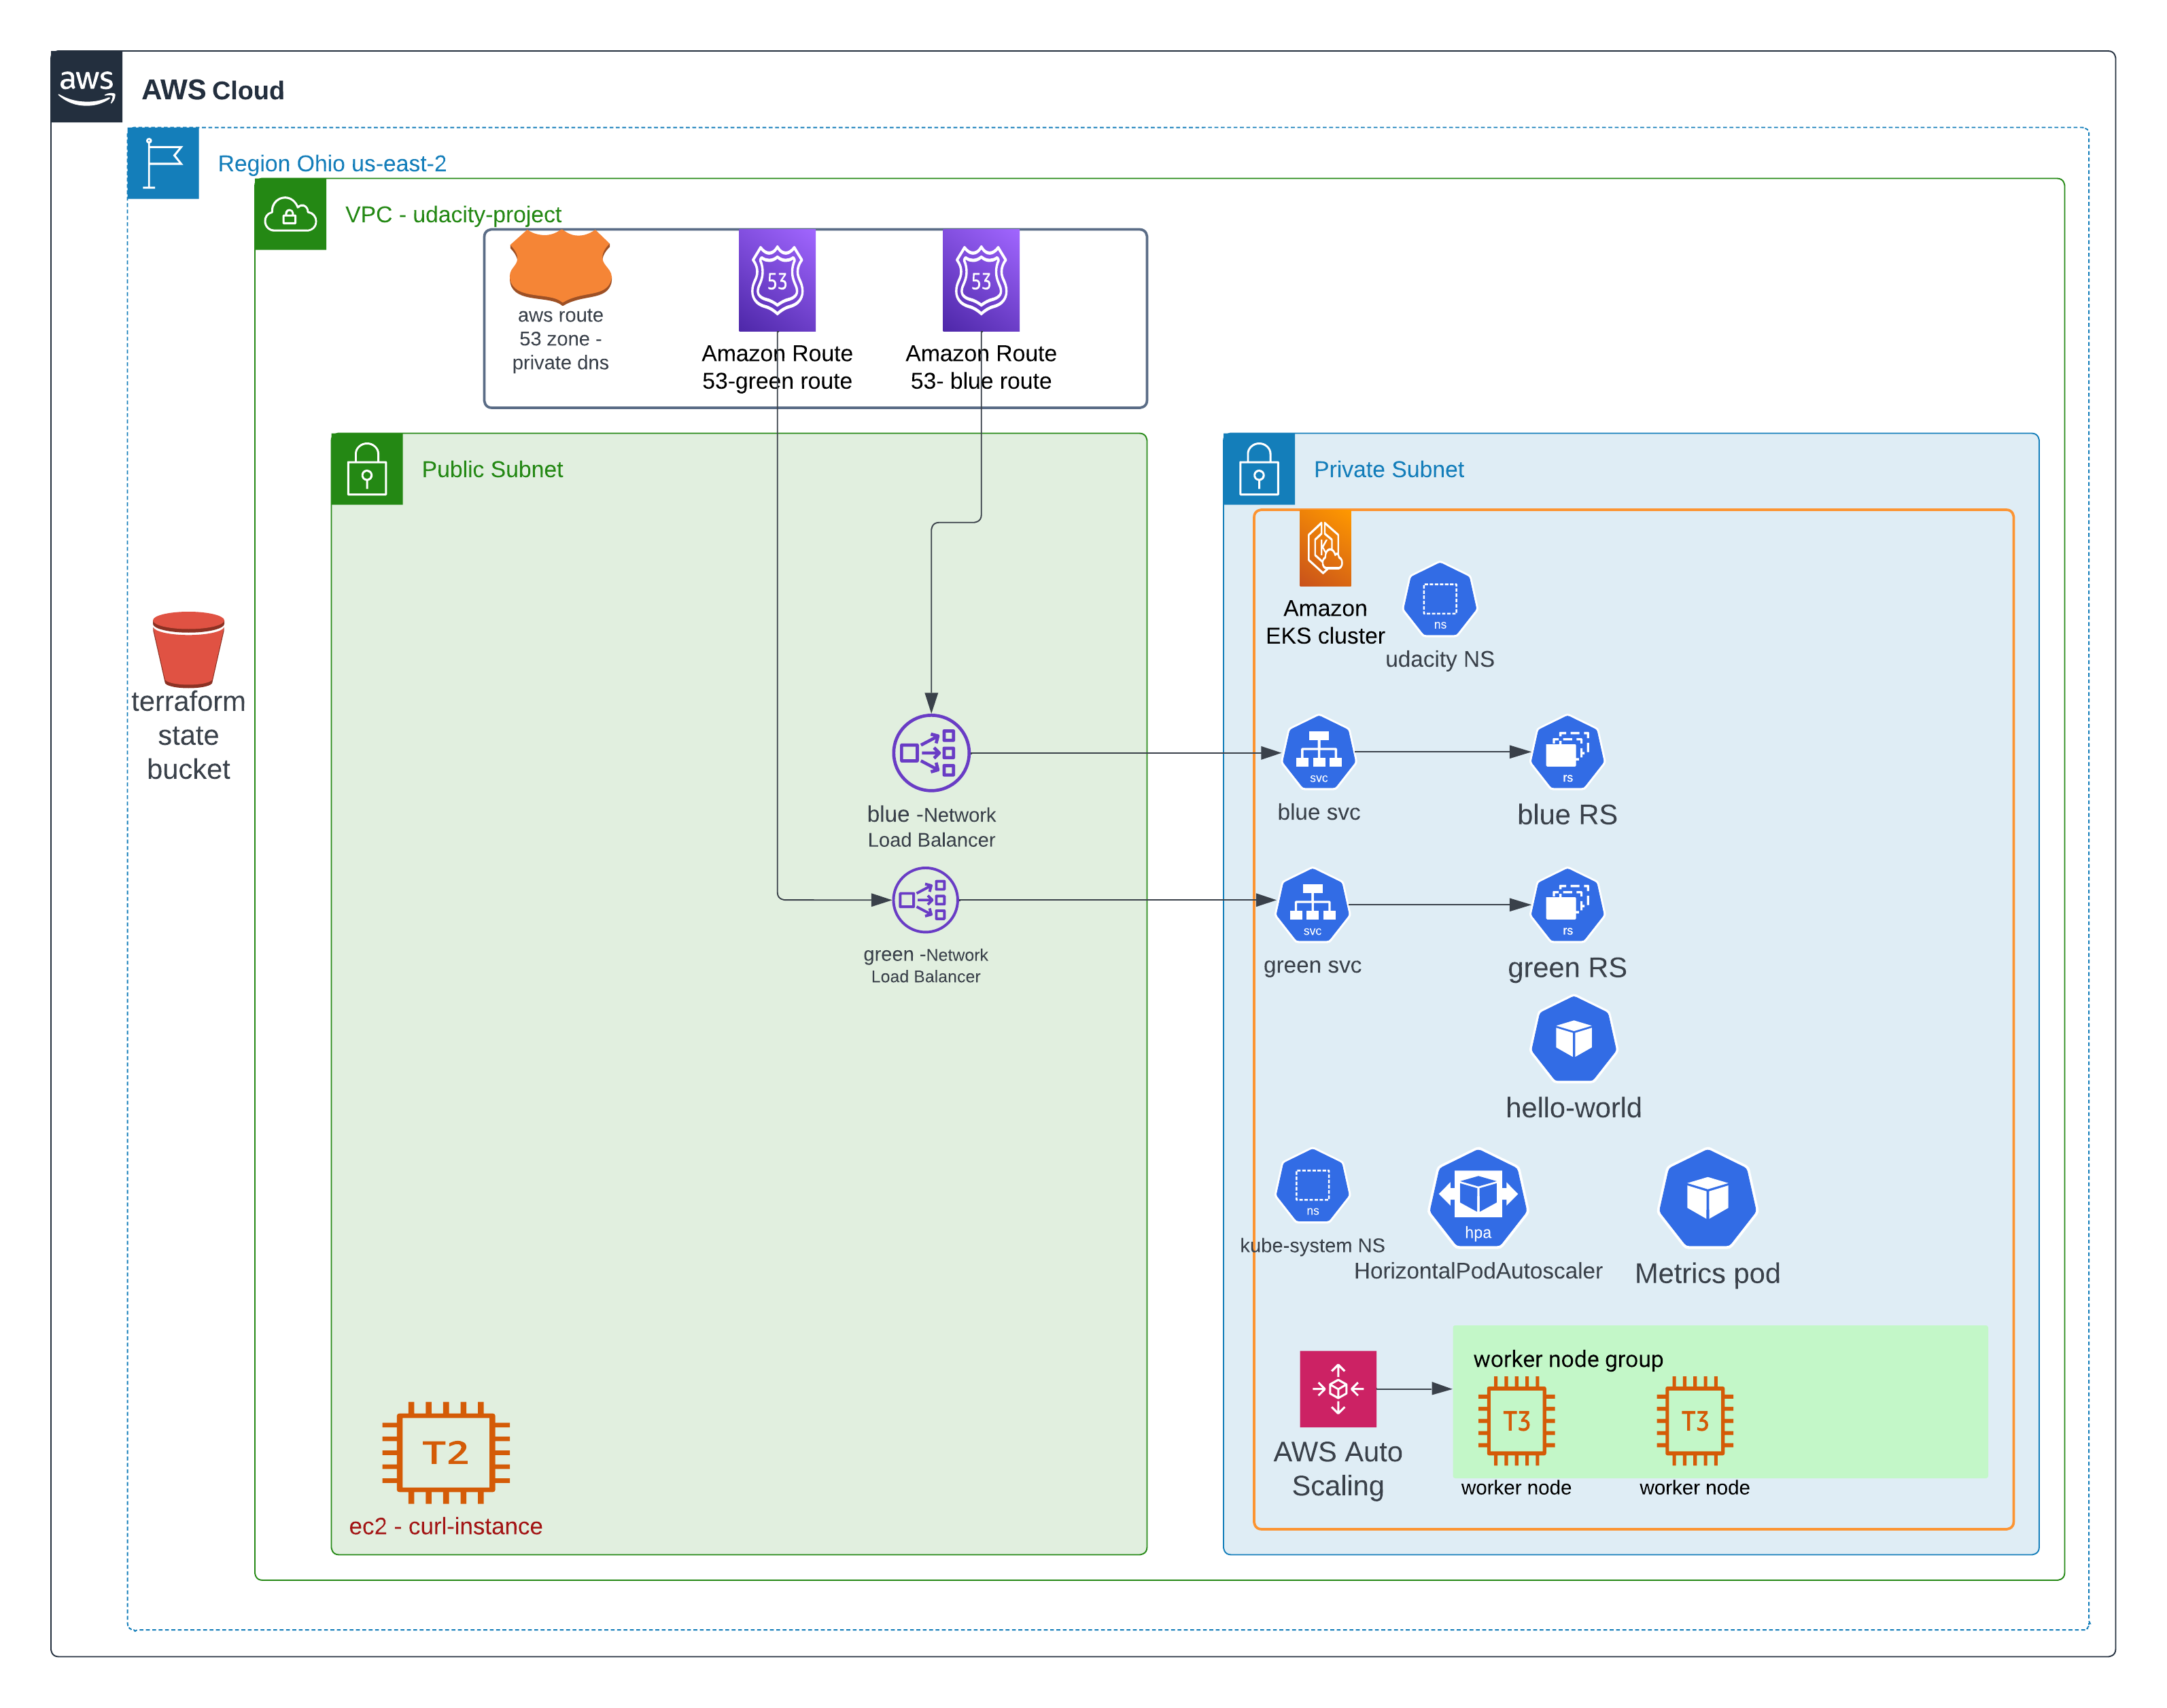 aws
AWS Cloud
Region Ohio us-east-2
VPC - udacity-project
aws route
53 zone -
private dns
53
Amazon Route
53-green route
53
Amazon Route
53- blue route
Public Subnet
Private Subnet
Amazon
EKS cluster
ns
udacity NS
terraform
state
bucket
blue -Network
Load Balancer
svc
blue svc
rs
blue RS
green -Network
Load Balancer
svc
green svc
rs
green RS
hello-world
ns
kube-system NS
hpa
HorizontalPodAutoscaler
Metrics pod
AWS Auto
Scaling
worker node group
T3
worker node
T3
worker node
T2
ec2 - curl-instance